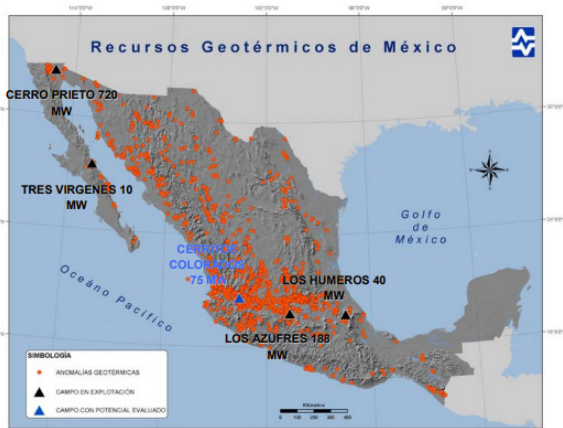 Recursos Geotérmicos de México
CERRO PRIETO 720
MW
TRES VIRGENES 10
MW
CERRITOS
COLORADOS
75 MW
LOS HUMEROS 40
MW
LOS AZUFRES 188
MW
Golfo
de
México
Océano Pacífico
SIMBOLOGÍA
ANOMALÍAS GEOTÉRMICAS
CAMPO EN EXPLOTACIÓN
CAMPO CON POTENCIAL EVALUADO